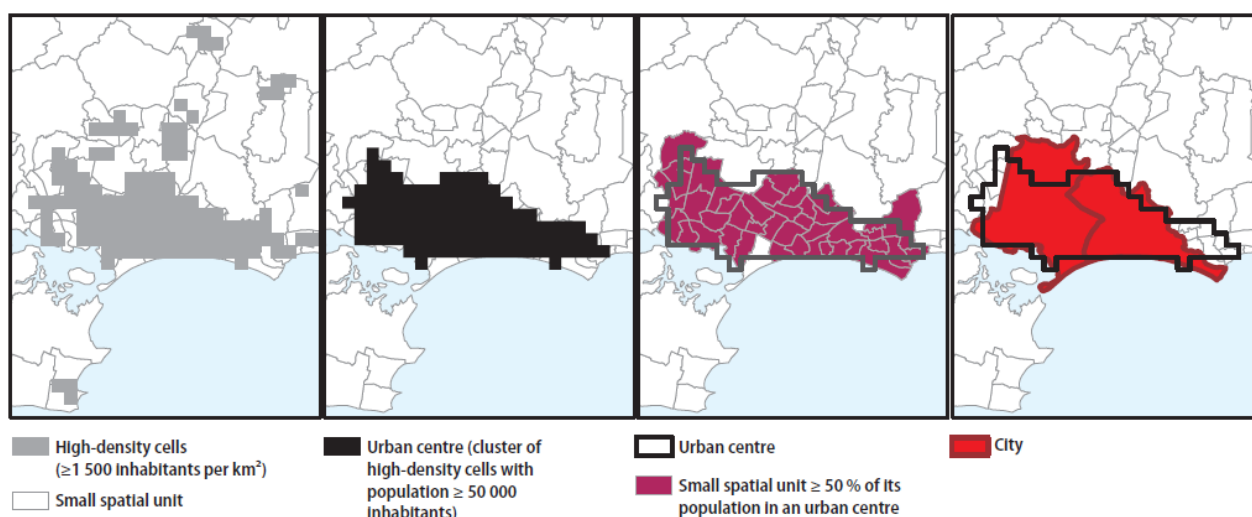 High-density cells
(≥1 500 inhabitants per km²)
Small spatial unit
Urban centre (cluster of
high-density cells with
population ≥ 50 000
inhabitants)
Urban centre
Small spatial unit ≥ 50 % of its
population in an urban centre
City